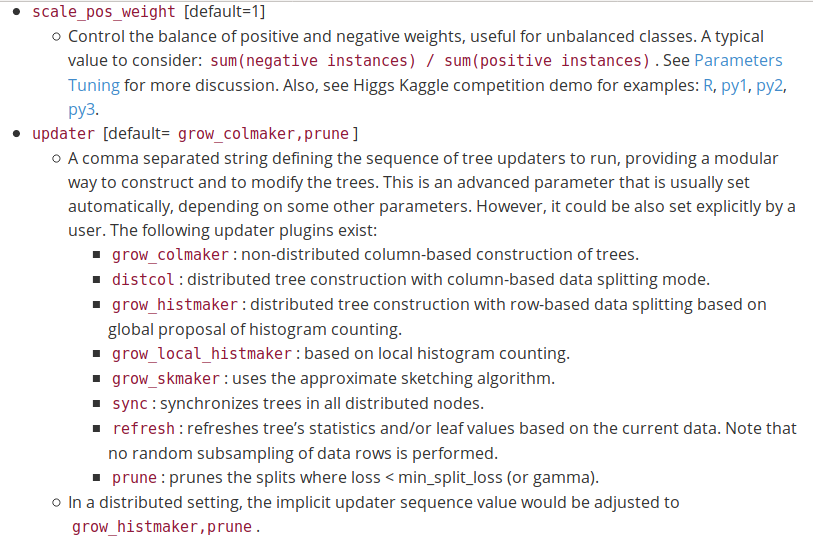 scale_pos_weight [default=1]
Control the balance of positive and negative weights, useful for unbalanced classes. A typical
value to consider: sum(negative instances) / sum(positive instances). See Parameters
Tuning for more discussion. Also, see Higgs Kaggle competition demo for examples: R, py1, py2,
py3.
updater [default= grow_colmaker,prune]
A comma separated string defining the sequence of tree updaters to run, providing a modular
way to construct and to modify the trees. This is an advanced parameter that is usually set
automatically, depending on some other parameters. However, it could be also set explicitly by a
user. The following updater plugins exist:
grow_colmaker: non-distributed column-based construction of trees.
distcol: distributed tree construction with column-based data splitting mode.
grow_histmaker: distributed tree construction with row-based data splitting based on
global proposal of histogram counting.
grow_local_histmaker: based on local histogram counting.
grow_skmaker: uses the approximate sketching algorithm.
sync: synchronizes trees in all distributed nodes.
refresh: refreshes tree’s statistics and/or leaf values based on the current data. Note that
no random subsampling of data rows is performed.
prune: prunes the splits where loss < min_split_loss (or gamma).
In a distributed setting, the implicit updater sequence value would be adjusted to
grow_histmaker,prune.